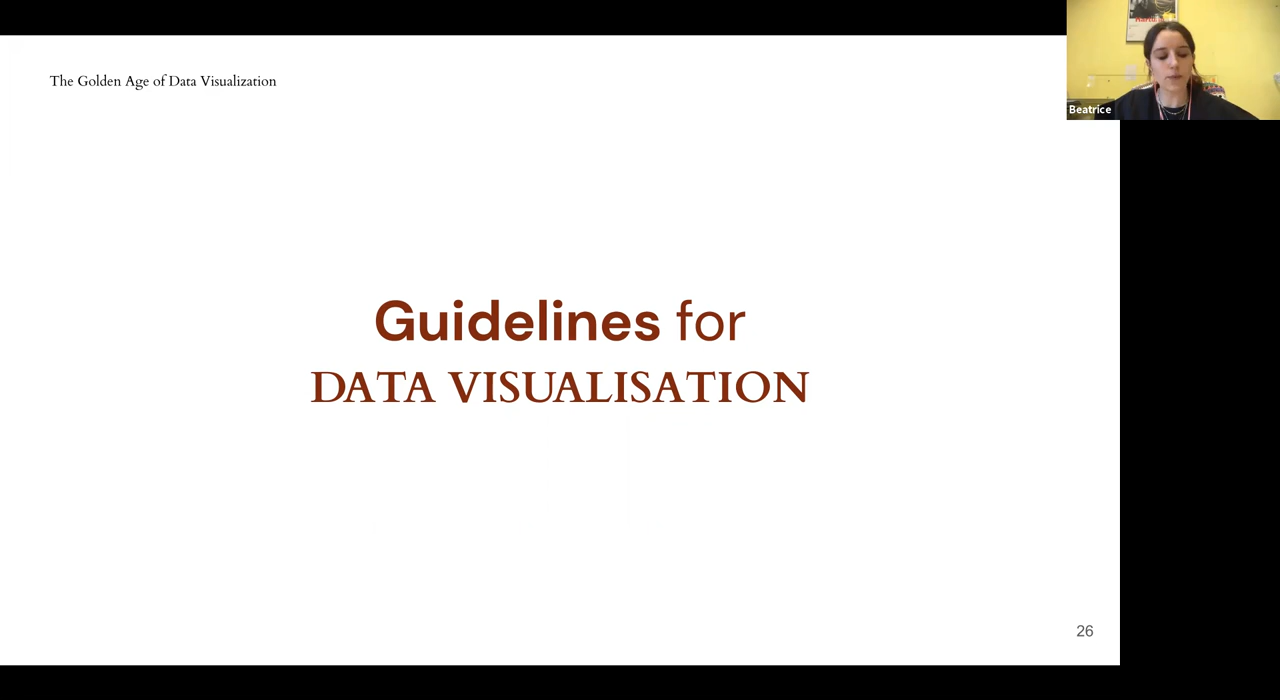 The Golden Age of Data Visualization
Beatrice
Guidelines for
DATA VISUALISATION
26